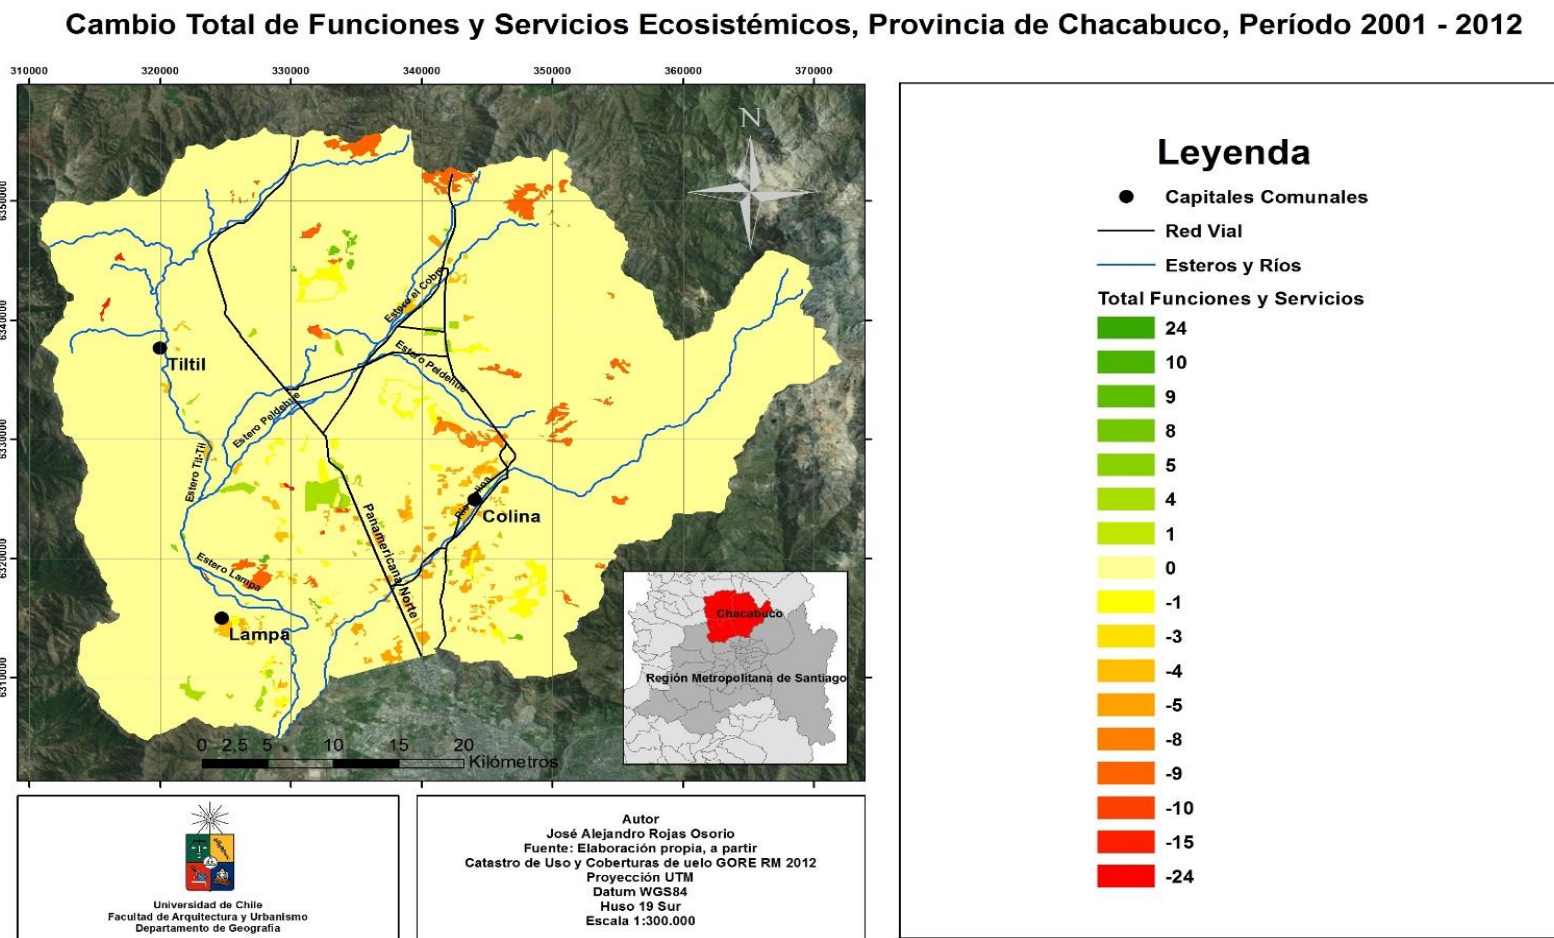 Cambio Total de Funciones y Servicios Ecosistémicos, Provincia de Chacabuco, Período 2001 - 2012
310000 320000 330000 340000 350000 360000 370000
6350000
6340000
6330000
6320000
6310000
N
Estero el Cobre
Estero Peldehue
Tiltil
Estero Peldehue
Estero Til-Til
Colina
Panamericana Norte
Estero Lampa
Lampa
Chacabuco
Región Metropolitana de Santiago
0 2,5 5 10 15 20
Kilómetros
Leyenda
Capitales Comunales
Red Vial
Esteros y Ríos
Total Funciones y Servicios
24
10
9
8
5
4
1
0
-1
-3
-4
-5
-8
-9
-10
-15
-24
Universidad de Chile
Facultad de Arquitectura y Urbanismo
Departamento de Geografía
Autor
José Alejandro Rojas Osorio
Fuente: Elaboración propia, a partir
Catastro de Uso y Coberturas de uelo GORE RM 2012
Proyección UTM
Datum WGS84
Huso 19 Sur
Escala 1:300.000